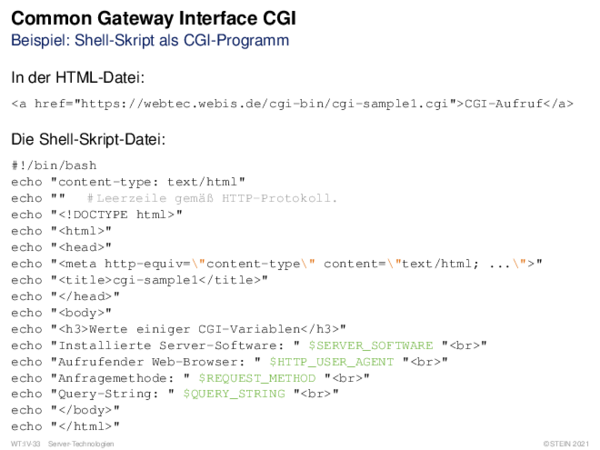 Common Gateway Interface CGI
Beispiel: Shell-Skript als CGI-Programm
In der HTML-Datei:
<a href="https://webtec.webis.de/cgi-bin/cgi-sample1.cgi">CGI-Aufruf</a>
Die Shell-Skript-Datei:
#!/bin/bash
echo "content-type: text/html"
echo "" #Leerzeile gemäß HTTP-Protokoll.
echo "<!DOCTYPE html>"
echo "<html>"
echo "<head>"
echo "<meta http-equiv=\"content-type\" content=\"text/html; ...\">"
echo "<title>cgi-sample1</title>"
echo "</head>"
echo "<body>"
echo "<h3>Werte einiger CGI-Variablen</h3>"
echo "Installierte Server-Software: " $SERVER_SOFTWARE "<br>"
echo "Aufrufender Web-Browser: " $HTTP_USER_AGENT "<br>"
echo "Anfragemethode: " $REQUEST_METHOD "<br>"
echo "Query-String: " $QUERY_STRING "<br>"
echo "</body>"
echo "</html>"
WT:IV-33 Server-Technologien ©STEIN 2021